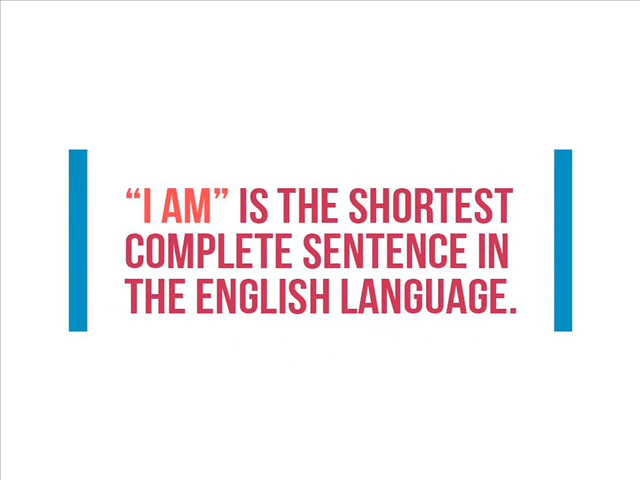 “I AM” IS THE SHORTEST
COMPLETE SENTENCE IN
THE ENGLISH LANGUAGE.